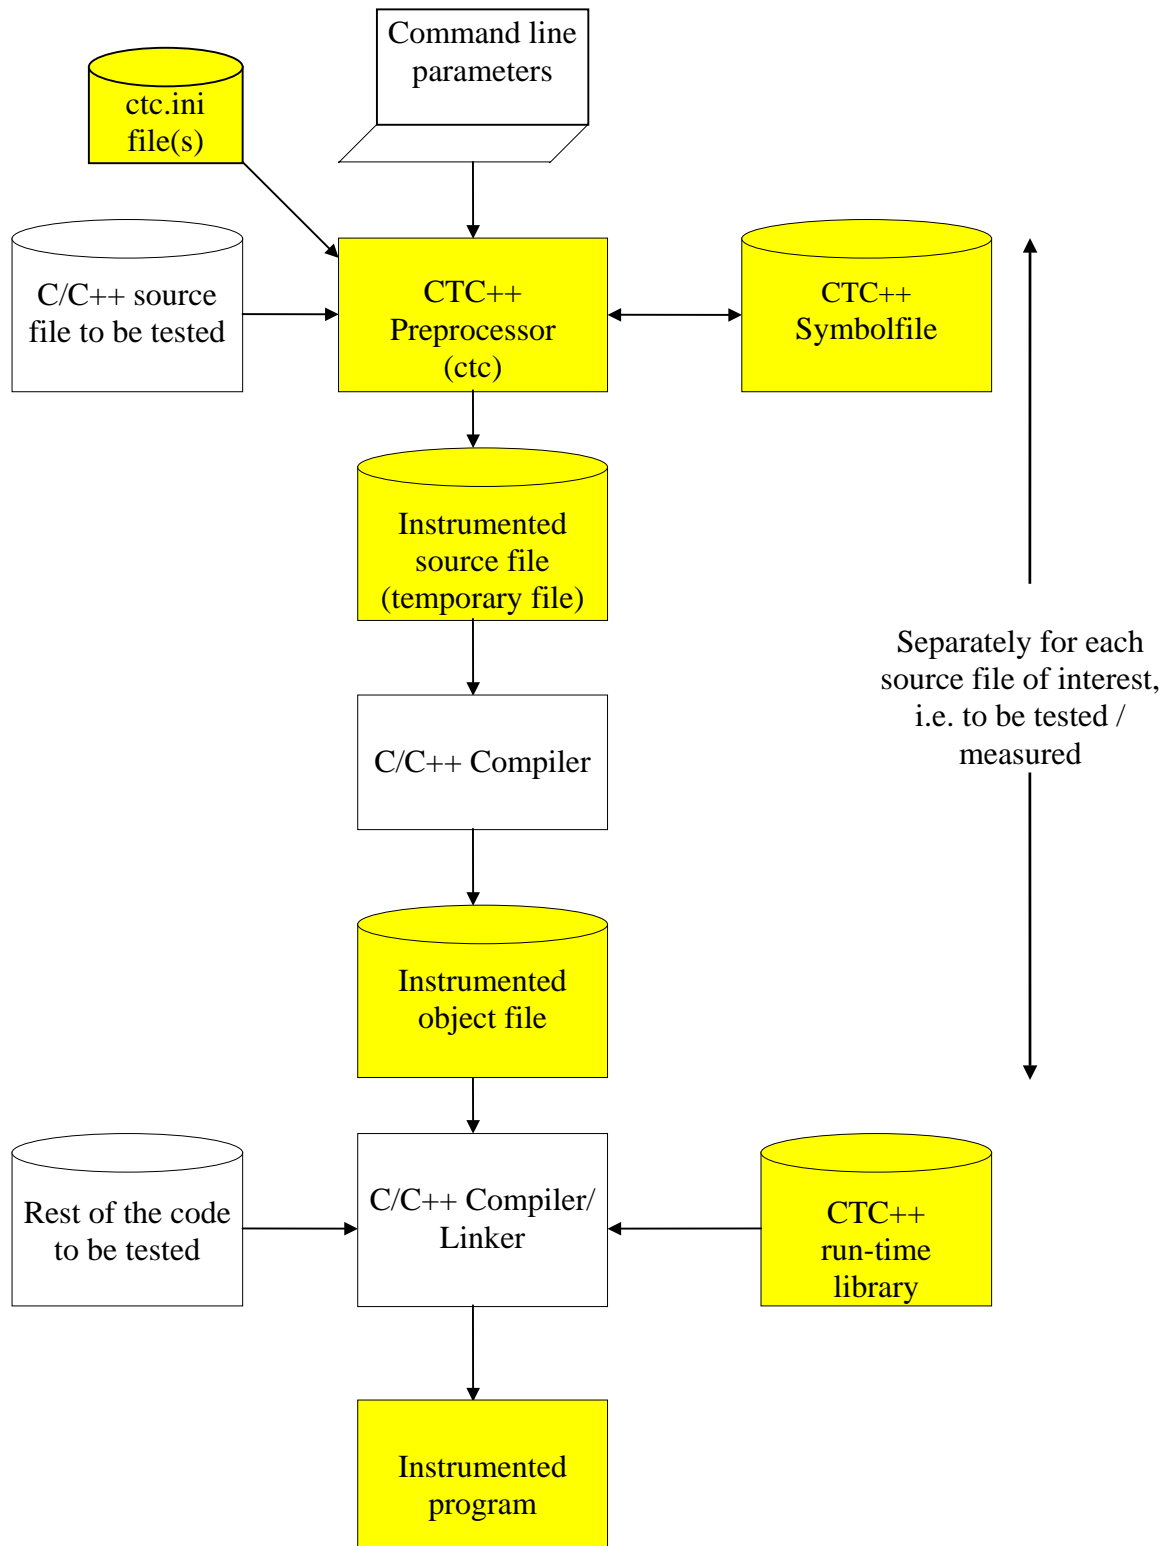 Command line
parameters
ctc.ini
file(s)
C/C++ source
file to be tested
CTC++
Preprocessor
(ctc)
CTC++
Symbolfile
Instrumented
source file
(temporary file)
Separately for each
source file of interest,
i.e. to be tested /
measured
C/C++ Compiler
Instrumented
object file
Rest of the code
to be tested
C/C++ Compiler/
Linker
CTC++
run-time
library
Instrumented
program